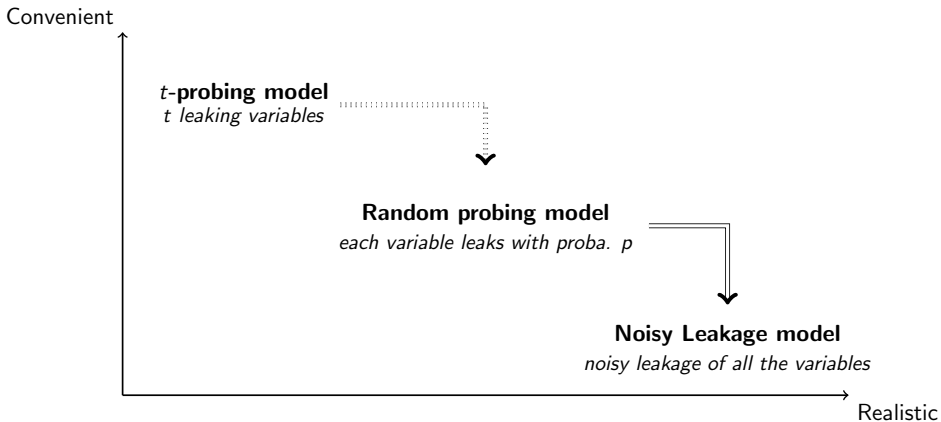 Convenient
t-probing model
t leaking variables
Random probing model
each variable leaks with proba. p
Noisy Leakage model
noisy leakage of all the variables
Realistic